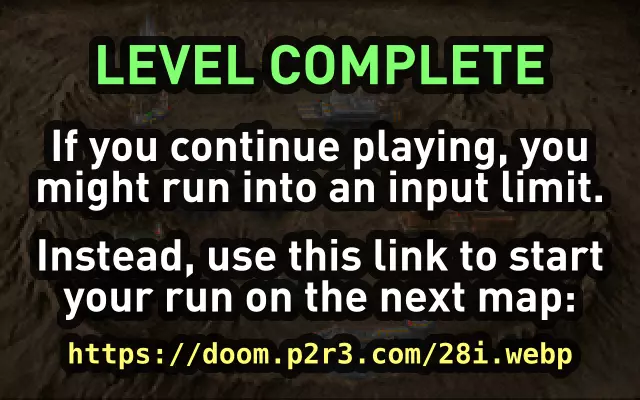 LEVEL COMPLETE
If you continue playing, you
might run into an input limit.
Instead, use this link to start
your run on the next map:
https://doom.p2r3.com/28i.webp